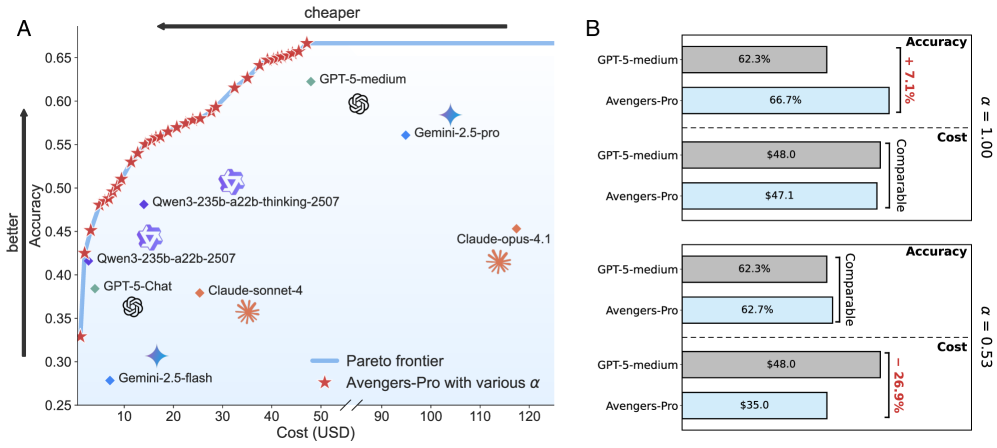 A
cheaper
better
Accuracy
0.65
0.60
0.55
0.50
0.45
0.40
0.35
0.30
0.25
GPT-5-medium
Gemini-2.5-pro
Qwen3-235b-a22b-thinking-2507
Claude-opus-4.1
Qwen3-235b-a22b-2507
GPT-5-Chat
Claude-sonnet-4
Gemini-2.5-flash
Pareto frontier
Avengers-Pro with various α
10 20 30 40 50 90 100 110 120
Cost (USD)
B
Accuracy
GPT-5-medium 62.3%
Avengers-Pro 66.7%
+ 7.1%
Cost
GPT-5-medium $48.0
Avengers-Pro $47.1
Comparable
α = 1.00
Accuracy
GPT-5-medium 62.3%
Avengers-Pro 62.7%
Comparable
Cost
GPT-5-medium $48.0
Avengers-Pro $35.0
− 26.9%
α = 0.53